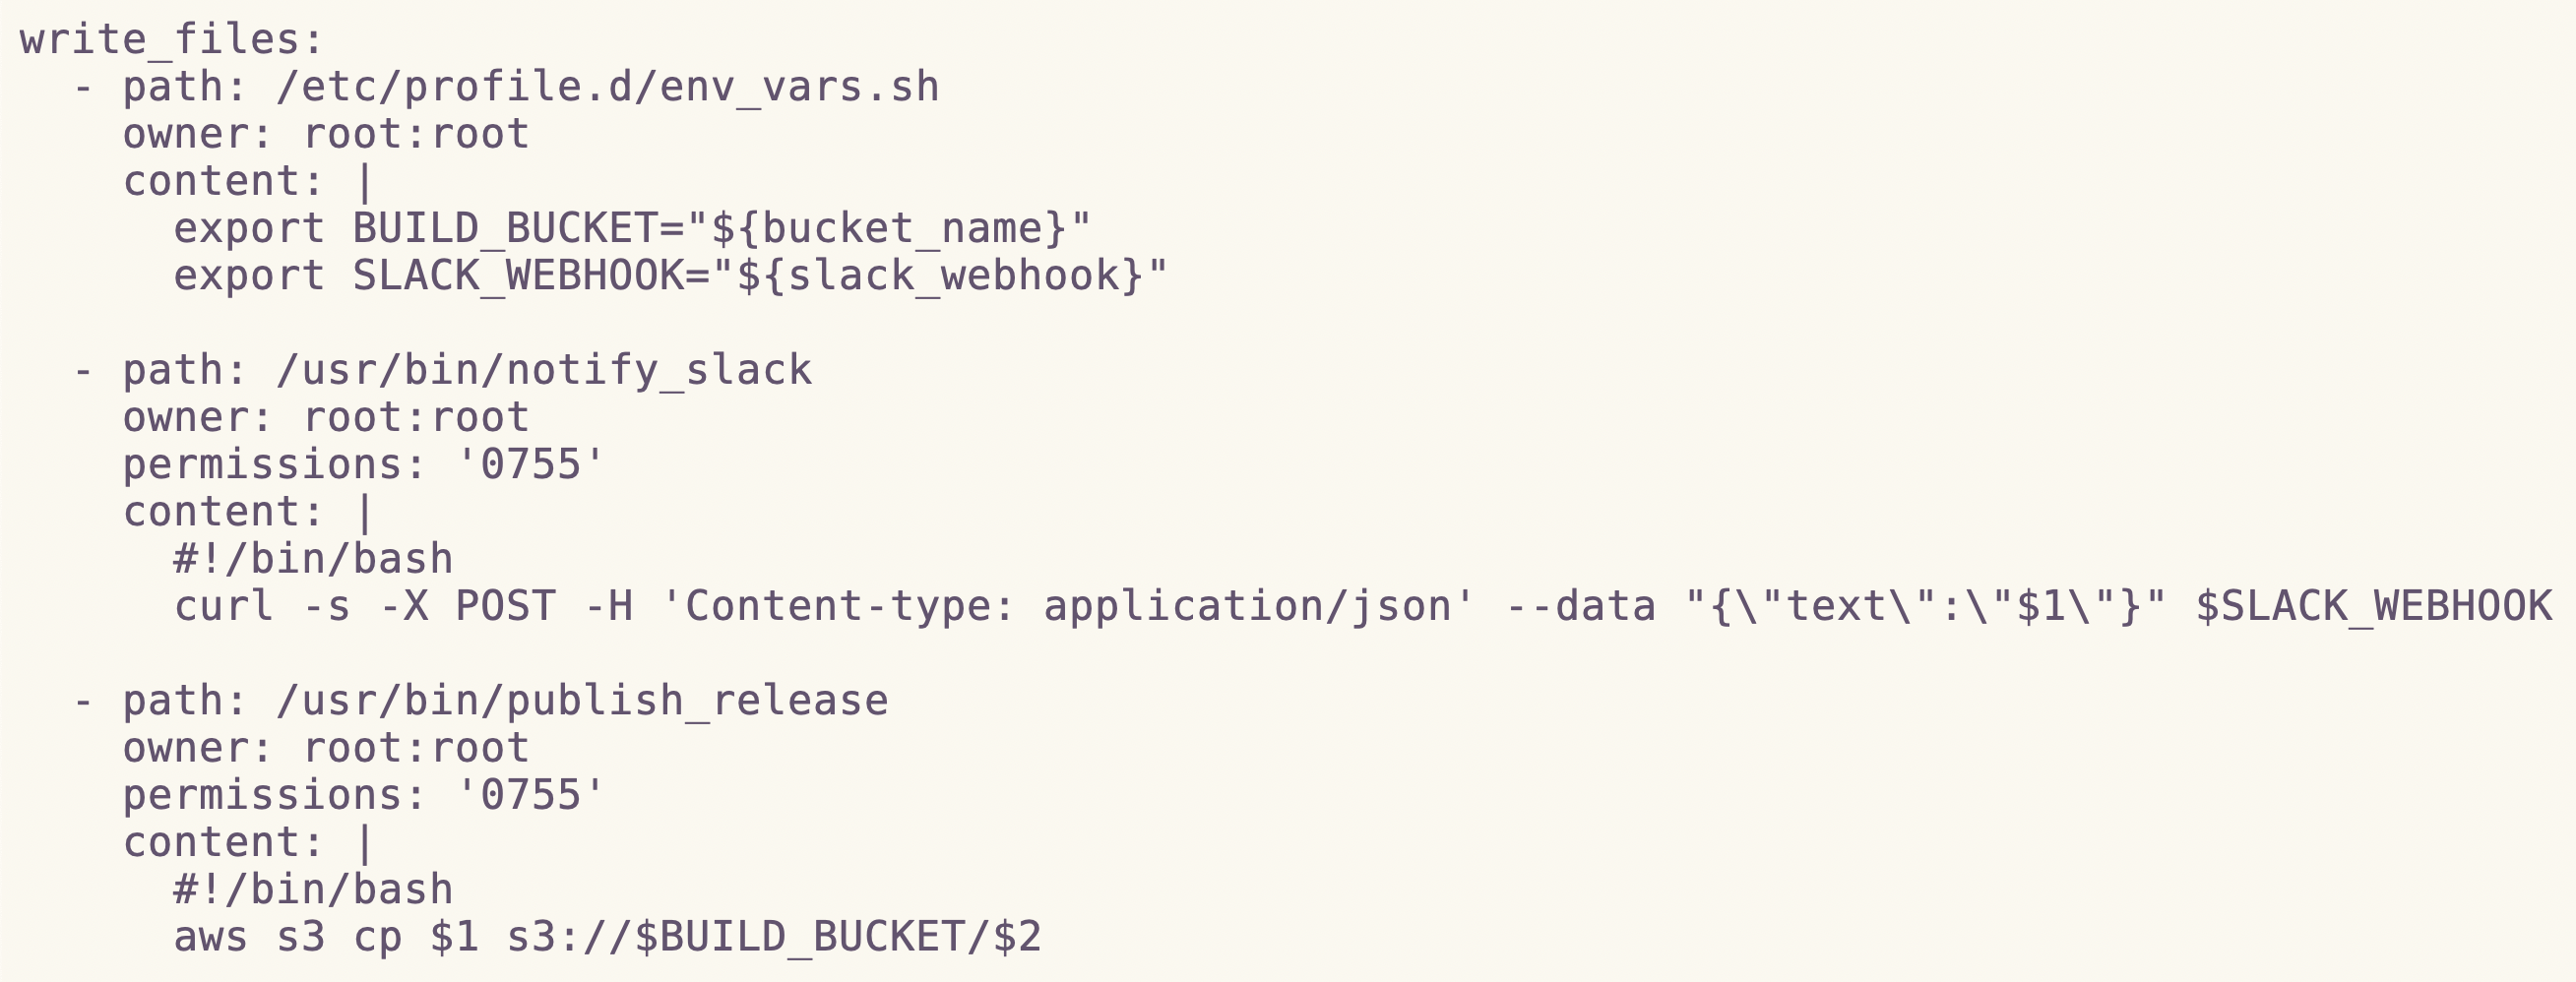 write_files:
  - path: /etc/profile.d/env_vars.sh
    owner: root:root
    content: |
      export BUILD_BUCKET="${bucket_name}"
      export SLACK_WEBHOOK="${slack_webhook}"

  - path: /usr/bin/notify_slack
    owner: root:root
    permissions: '0755'
    content: |
      #!/bin/bash
      curl -s -X POST -H 'Content-type: application/json' --data "{\"text\":\"$1\"}" $SLACK_WEBHOOK

  - path: /usr/bin/publish_release
    owner: root:root
    permissions: '0755'
    content: |
      #!/bin/bash
      aws s3 cp $1 s3://$BUILD_BUCKET/$2